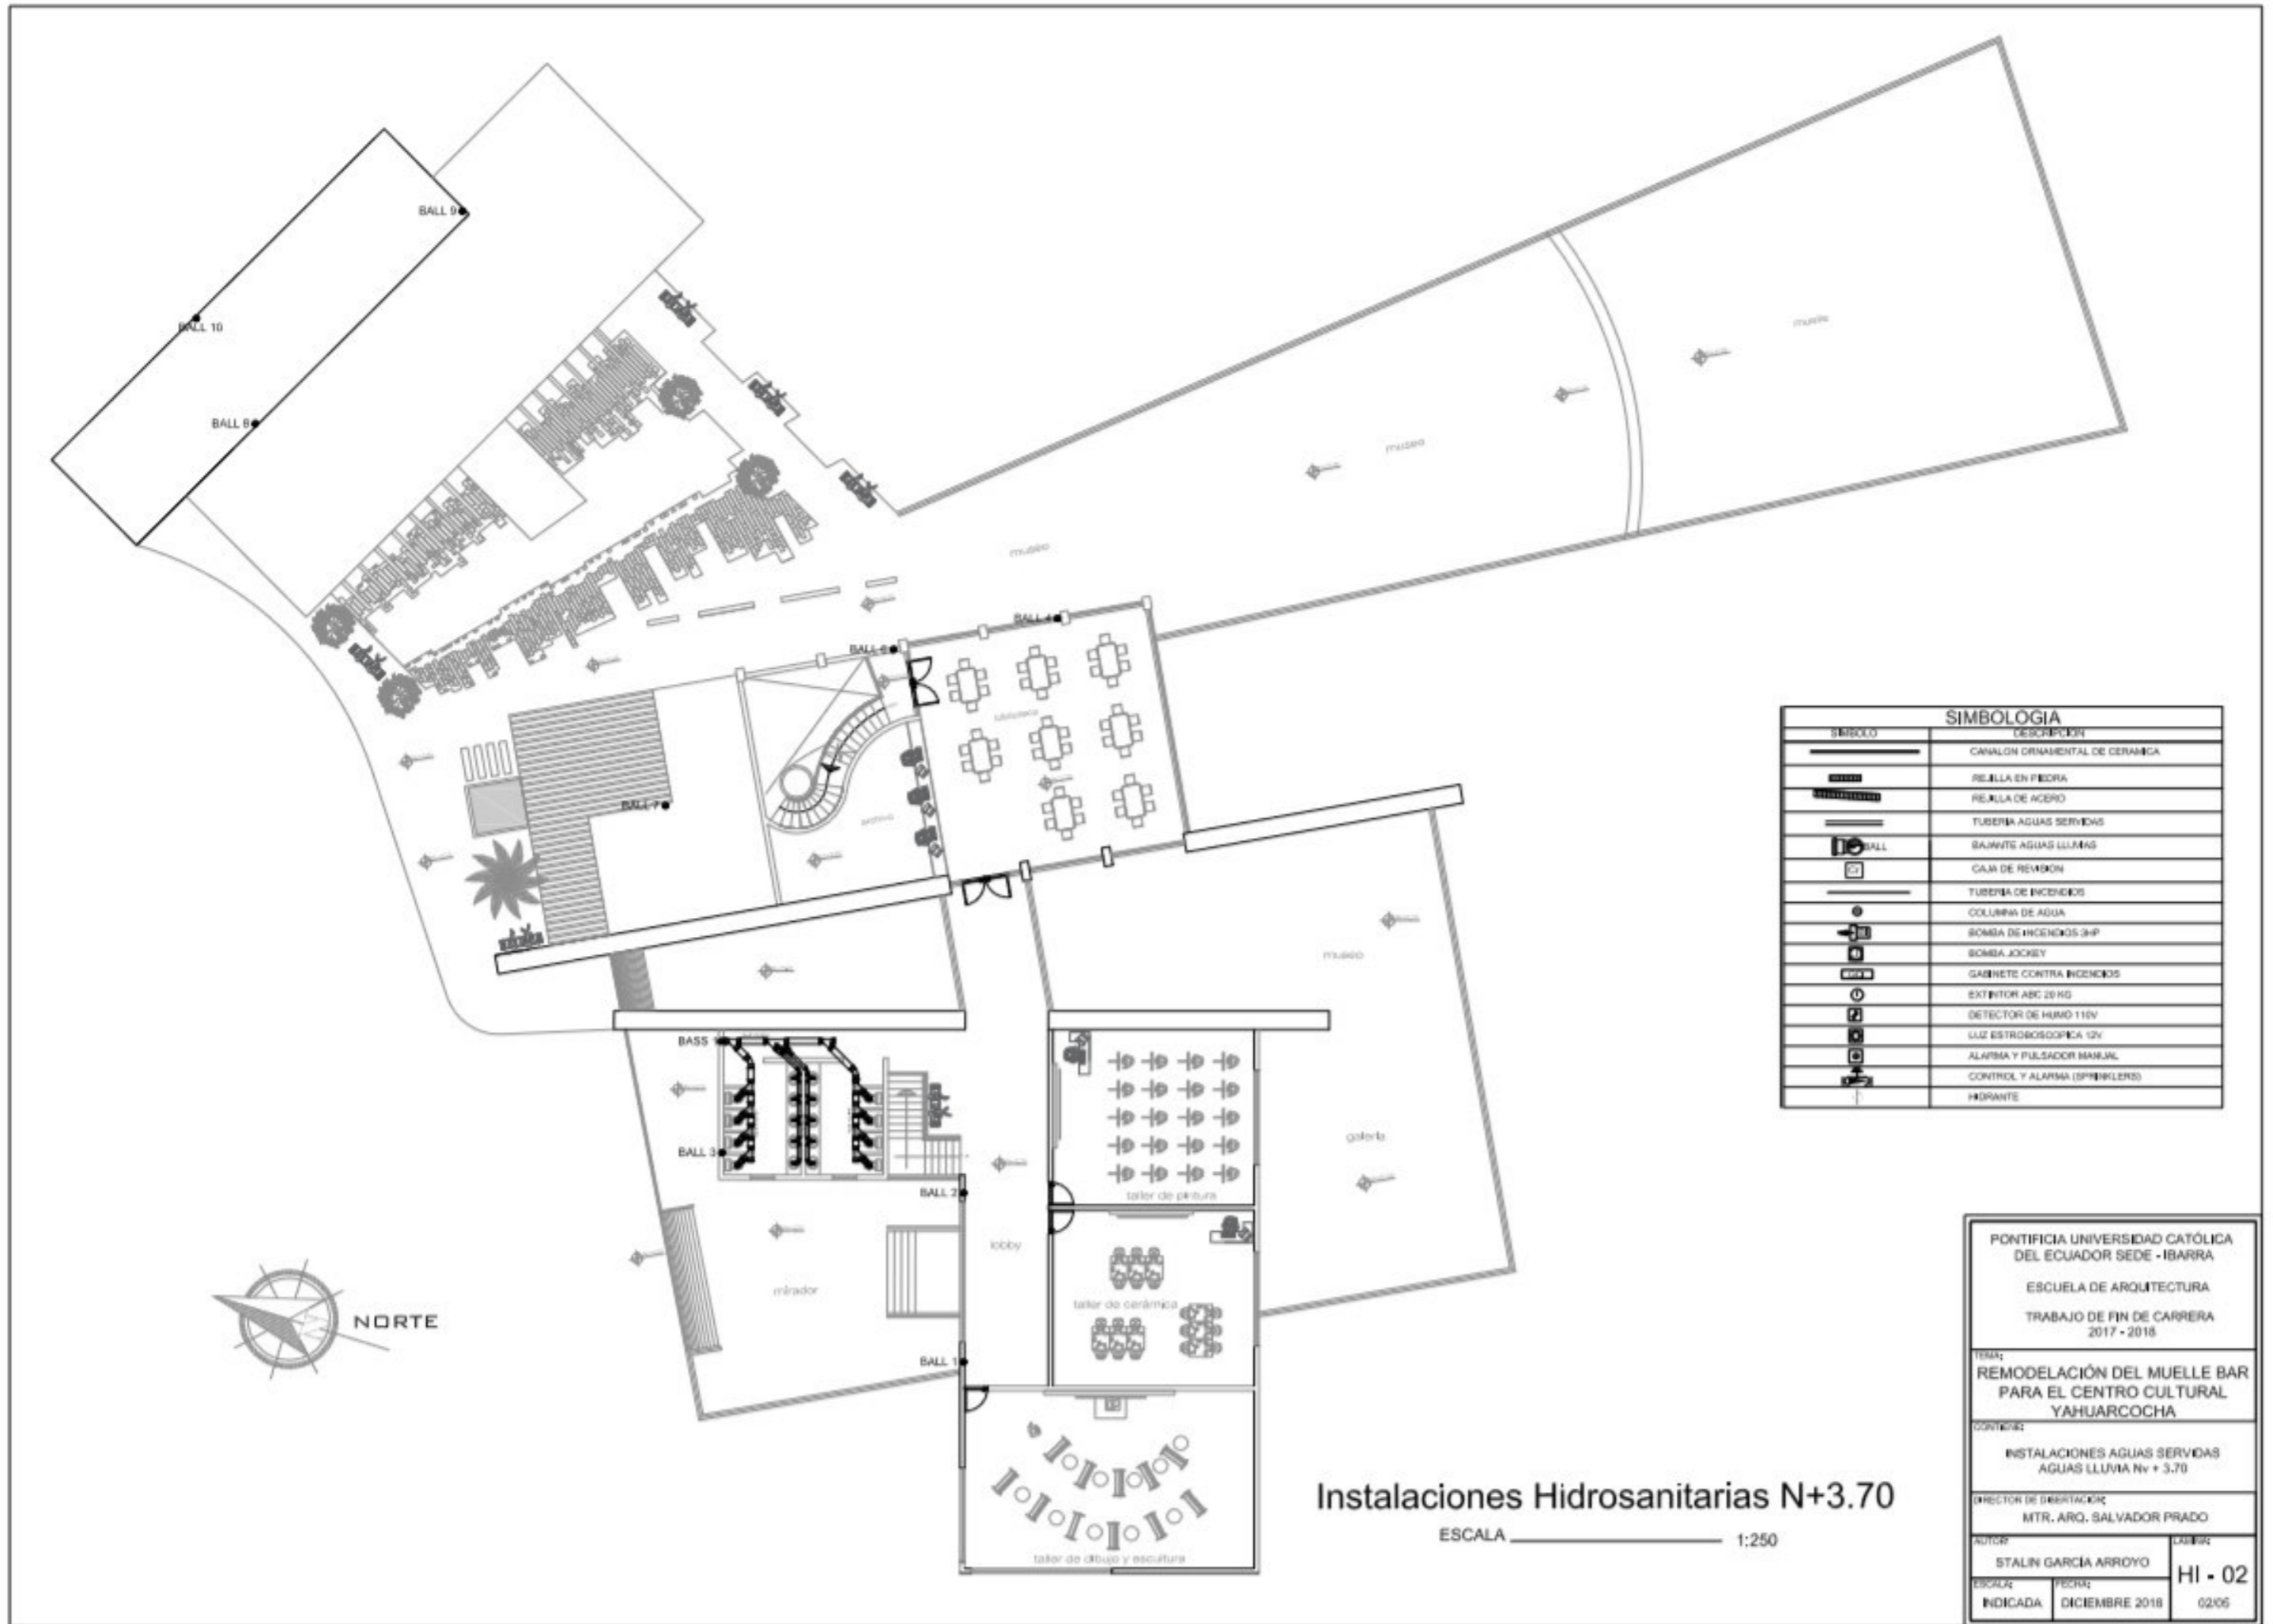 BALL 9
BALL 10
BALL 8
muelle
museo
museo
BALL 4
BALL 6
biblioteca
BALL 7
archivo
museo
BASS 1
BALL 3
BALL 2
galería
taller de pintura
lobby
mirador
taller de cerámica
BALL 1
taller de dibujo y escultura
NORTE
SIMBOLOGIA
SIMBOLO DESCRIPCION
CANALON ORNAMENTAL DE CERAMICA
REJILLA EN PIEDRA
REJILLA DE ACERO
TUBERIA AGUAS SERVIDAS
BALL BAJANTE AGUAS LLUVIAS
CAJA DE REVISION
TUBERIA DE INCENDIOS
COLUMNA DE AGUA
BOMBA DE INCENDIOS 3HP
BOMBA JOCKEY
GABINETE CONTRA INCENDIOS
EXTINTOR ABC 20 KG
DETECTOR DE HUMO 110V
LUZ ESTROBOSCOPICA 12V
ALARMA Y PULSADOR MANUAL
CONTROL Y ALARMA (SPRINKLERS)
HIDRANTE
Instalaciones Hidrosanitarias N+3.70
ESCALA 1:250
PONTIFICIA UNIVERSIDAD CATÓLICA
DEL ECUADOR SEDE - IBARRA
ESCUELA DE ARQUITECTURA
TRABAJO DE FIN DE CARRERA
2017 - 2018
TEMA:
REMODELACIÓN DEL MUELLE BAR
PARA EL CENTRO CULTURAL
YAHUARCOCHA
CONTIENE:
INSTALACIONES AGUAS SERVIDAS
AGUAS LLUVIA Nv + 3.70
DIRECTOR DE DISERTACIÓN:
MTR. ARQ. SALVADOR PRADO
AUTOR:
STALIN GARCÍA ARROYO
LAMINA:
HI - 02
ESCALA:
INDICADA
FECHA:
DICIEMBRE 2018
02/05